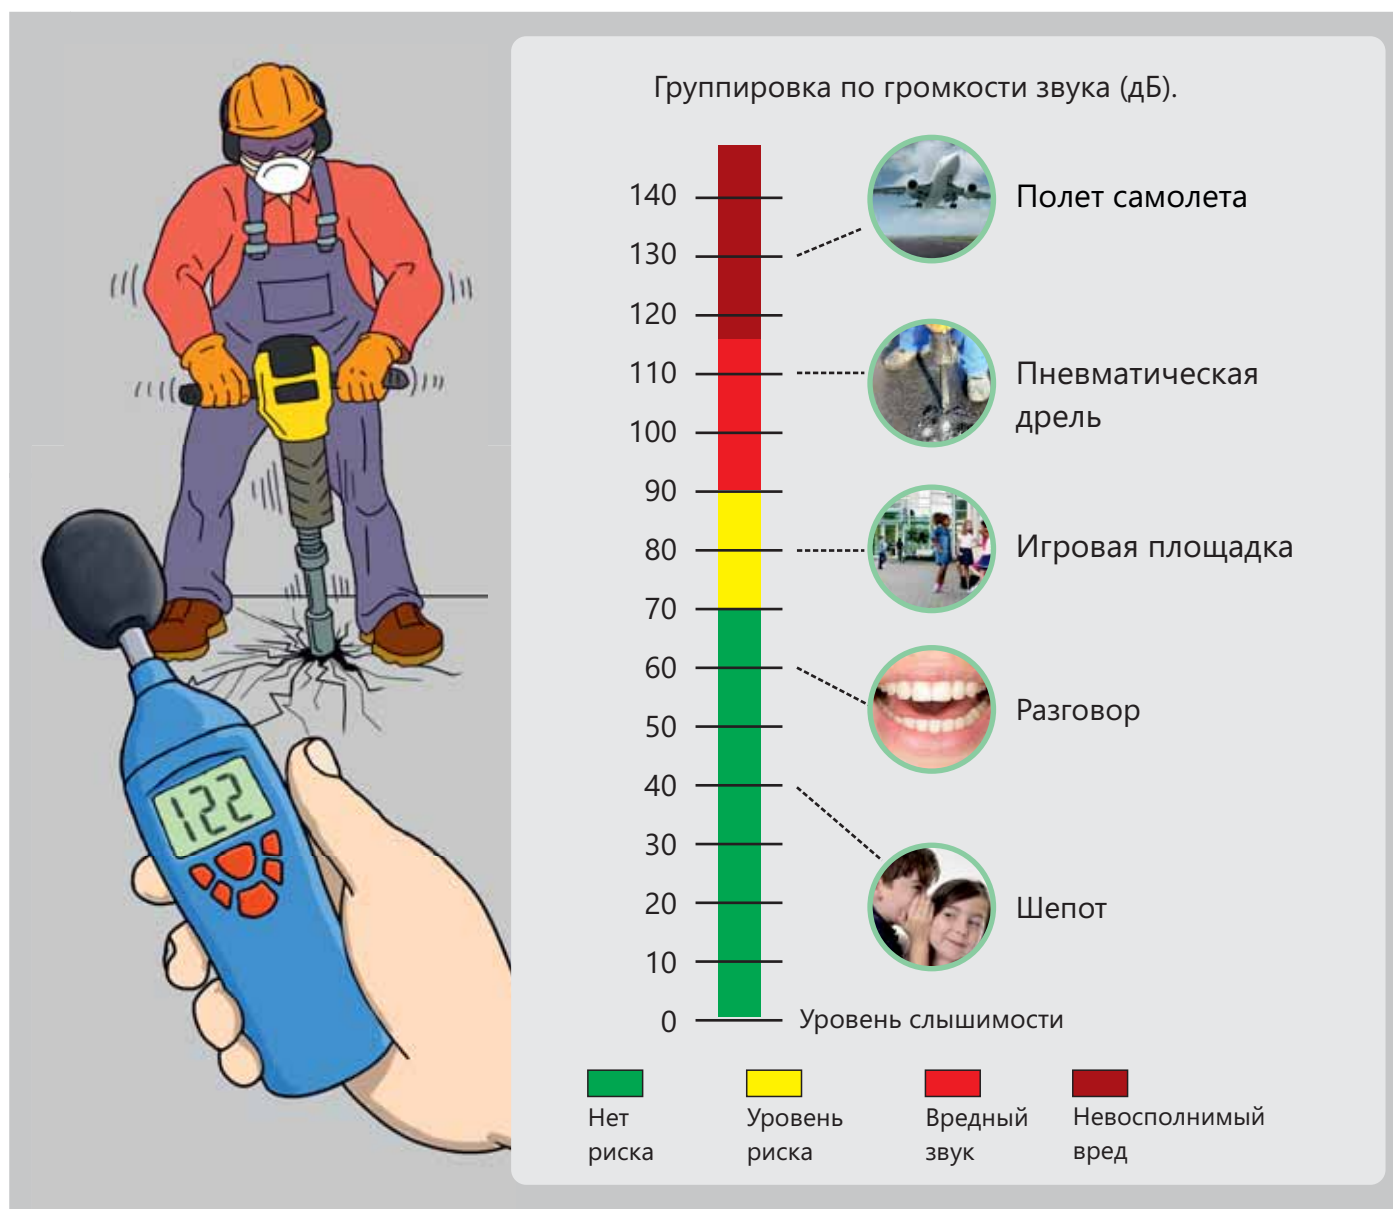 Группировка по громкости звука (дБ).
140
130
120
110
100
90
80
70
60
50
40
30
20
10
0
Полет самолета
Пневматическая
дрель
Игровая площадка
Разговор
Шепот
Уровень слышимости
122
Нет
риска
Уровень
риска
Вредный
звук
Невосполнимый
вред